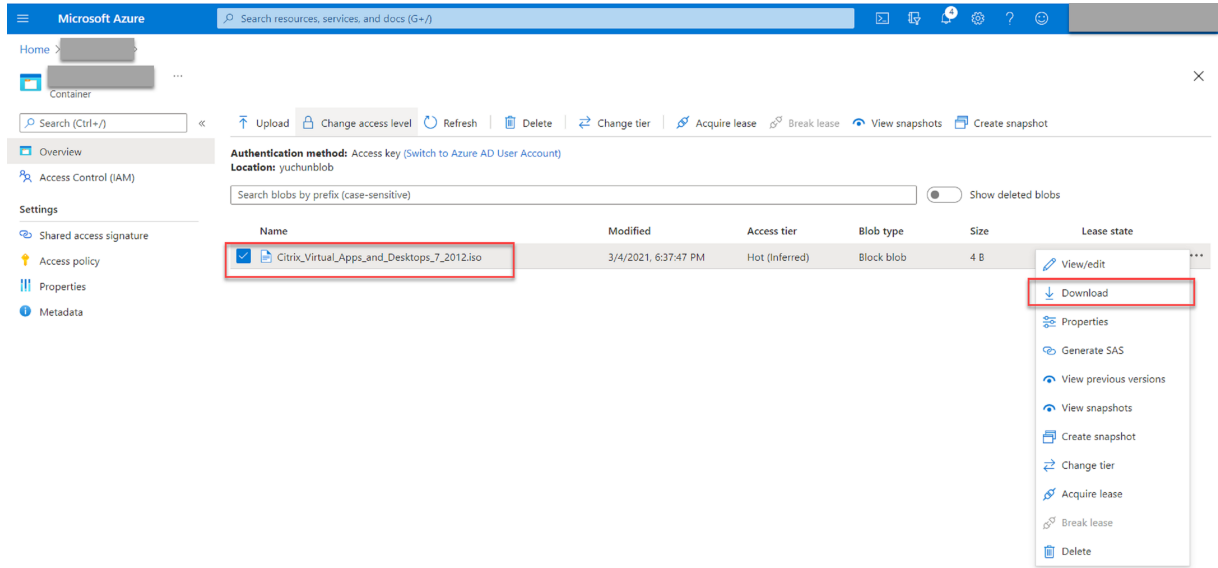 Microsoft Azure
Search resources, services, and docs (G+/)
4
Home >
...
Container
Search (Ctrl+/)
«
Upload
Change access level
Refresh
Delete
Change tier
Acquire lease
Break lease
View snapshots
Create snapshot
Overview
Access Control (IAM)
Settings
Shared access signature
Access policy
Properties
Metadata
Authentication method: Access key (Switch to Azure AD User Account)
Location: yuchunblob
Search blobs by prefix (case-sensitive)
Show deleted blobs
Name Modified Access tier Blob type Size Lease state
Citrix_Virtual_Apps_and_Desktops_7_2012.iso 3/4/2021, 6:37:47 PM Hot (Inferred) Block blob 4 B ...
View/edit
Download
Properties
Generate SAS
View previous versions
View snapshots
Create snapshot
Change tier
Acquire lease
Break lease
Delete